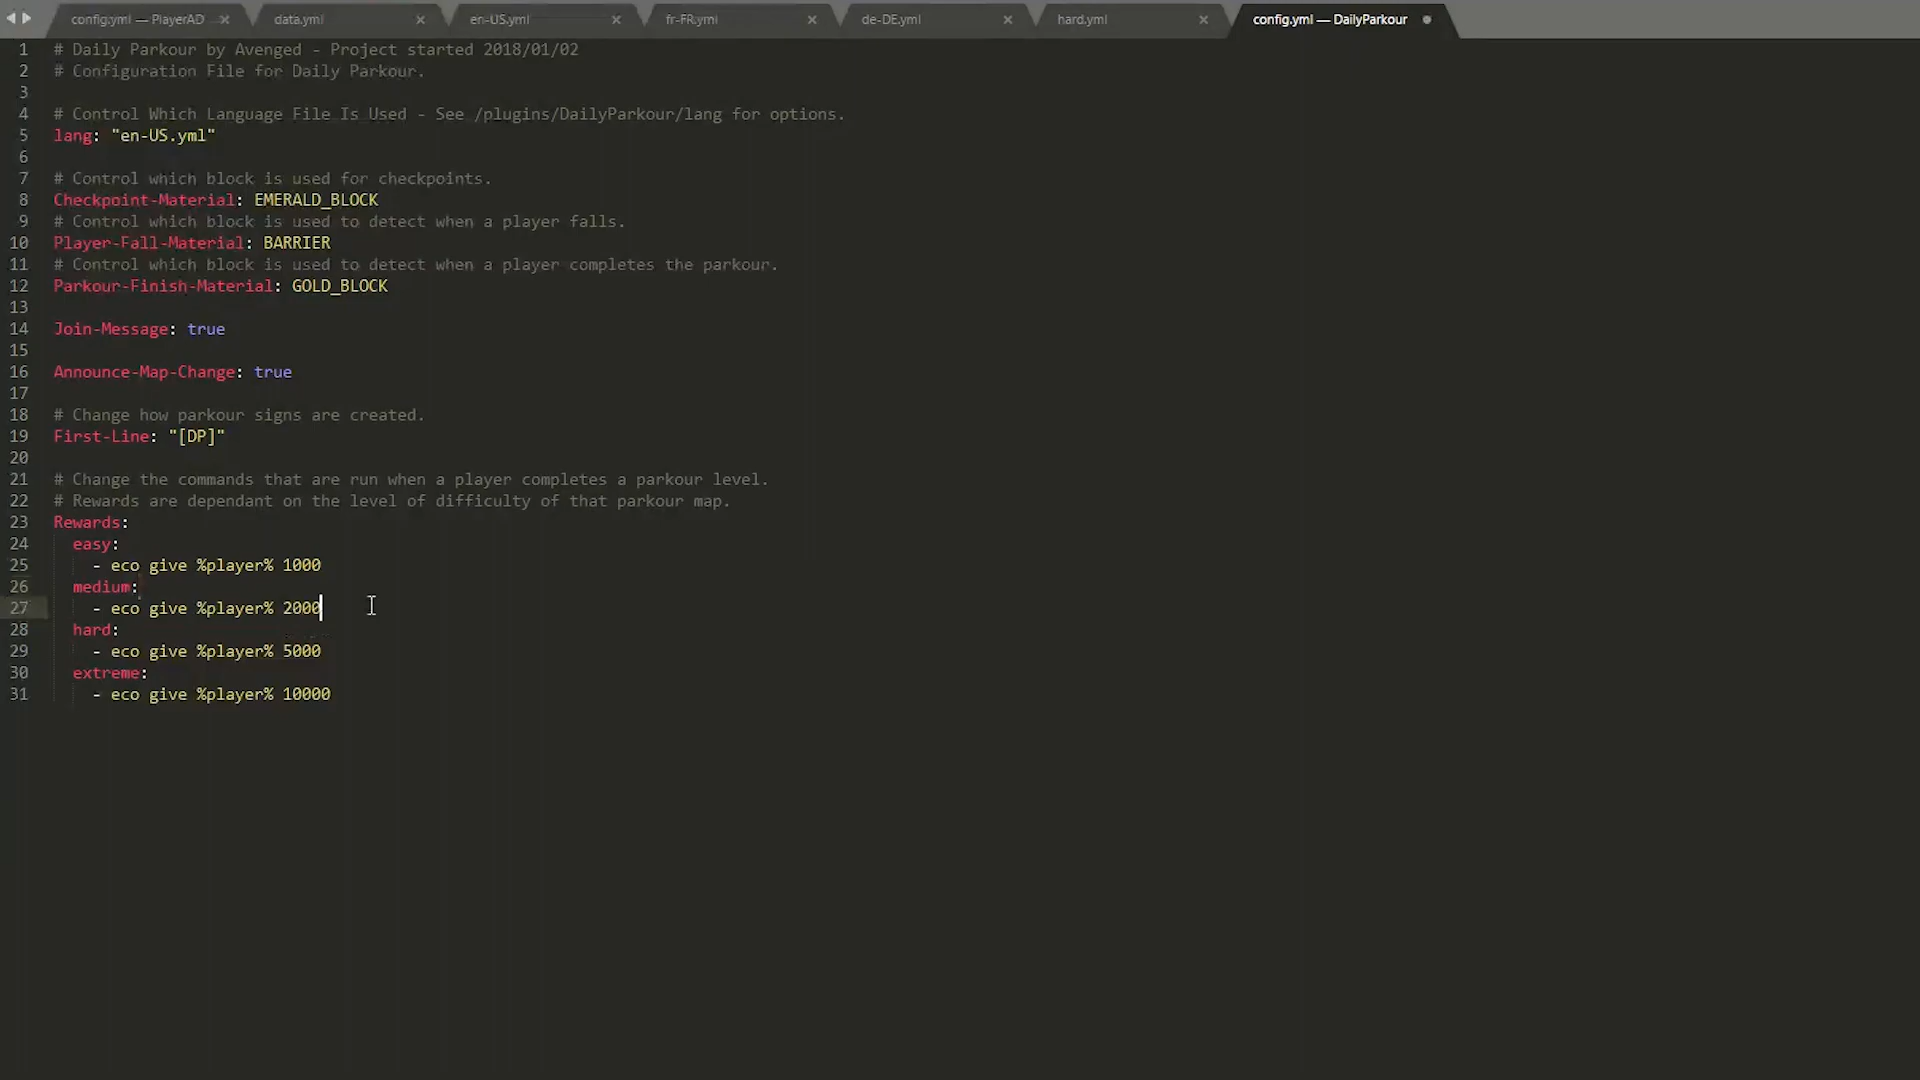 config.yml — PlayerAD
data.yml
en-US.yml
fr-FR.yml
de-DE.yml
hard.yml
config.yml — DailyParkour
1 # Daily Parkour by Avenged - Project started 2018/01/02
2 # Configuration File for Daily Parkour.
3
4 # Control Which Language File Is Used - See /plugins/DailyParkour/lang for options.
5 lang: "en-US.yml"
6
7 # Control which block is used for checkpoints.
8 Checkpoint-Material: EMERALD_BLOCK
9 # Control which block is used to detect when a player falls.
10 Player-Fall-Material: BARRIER
11 # Control which block is used to detect when a player completes the parkour.
12 Parkour-Finish-Material: GOLD_BLOCK
13
14 Join-Message: true
15
16 Announce-Map-Change: true
17
18 # Change how parkour signs are created.
19 First-Line: "[DP]"
20
21 # Change the commands that are run when a player completes a parkour level.
22 # Rewards are dependant on the level of difficulty of that parkour map.
23 Rewards:
24 easy:
25 - eco give %player% 1000
26 medium:
27 - eco give %player% 2000
28 hard:
29 - eco give %player% 5000
30 extreme:
31 - eco give %player% 10000